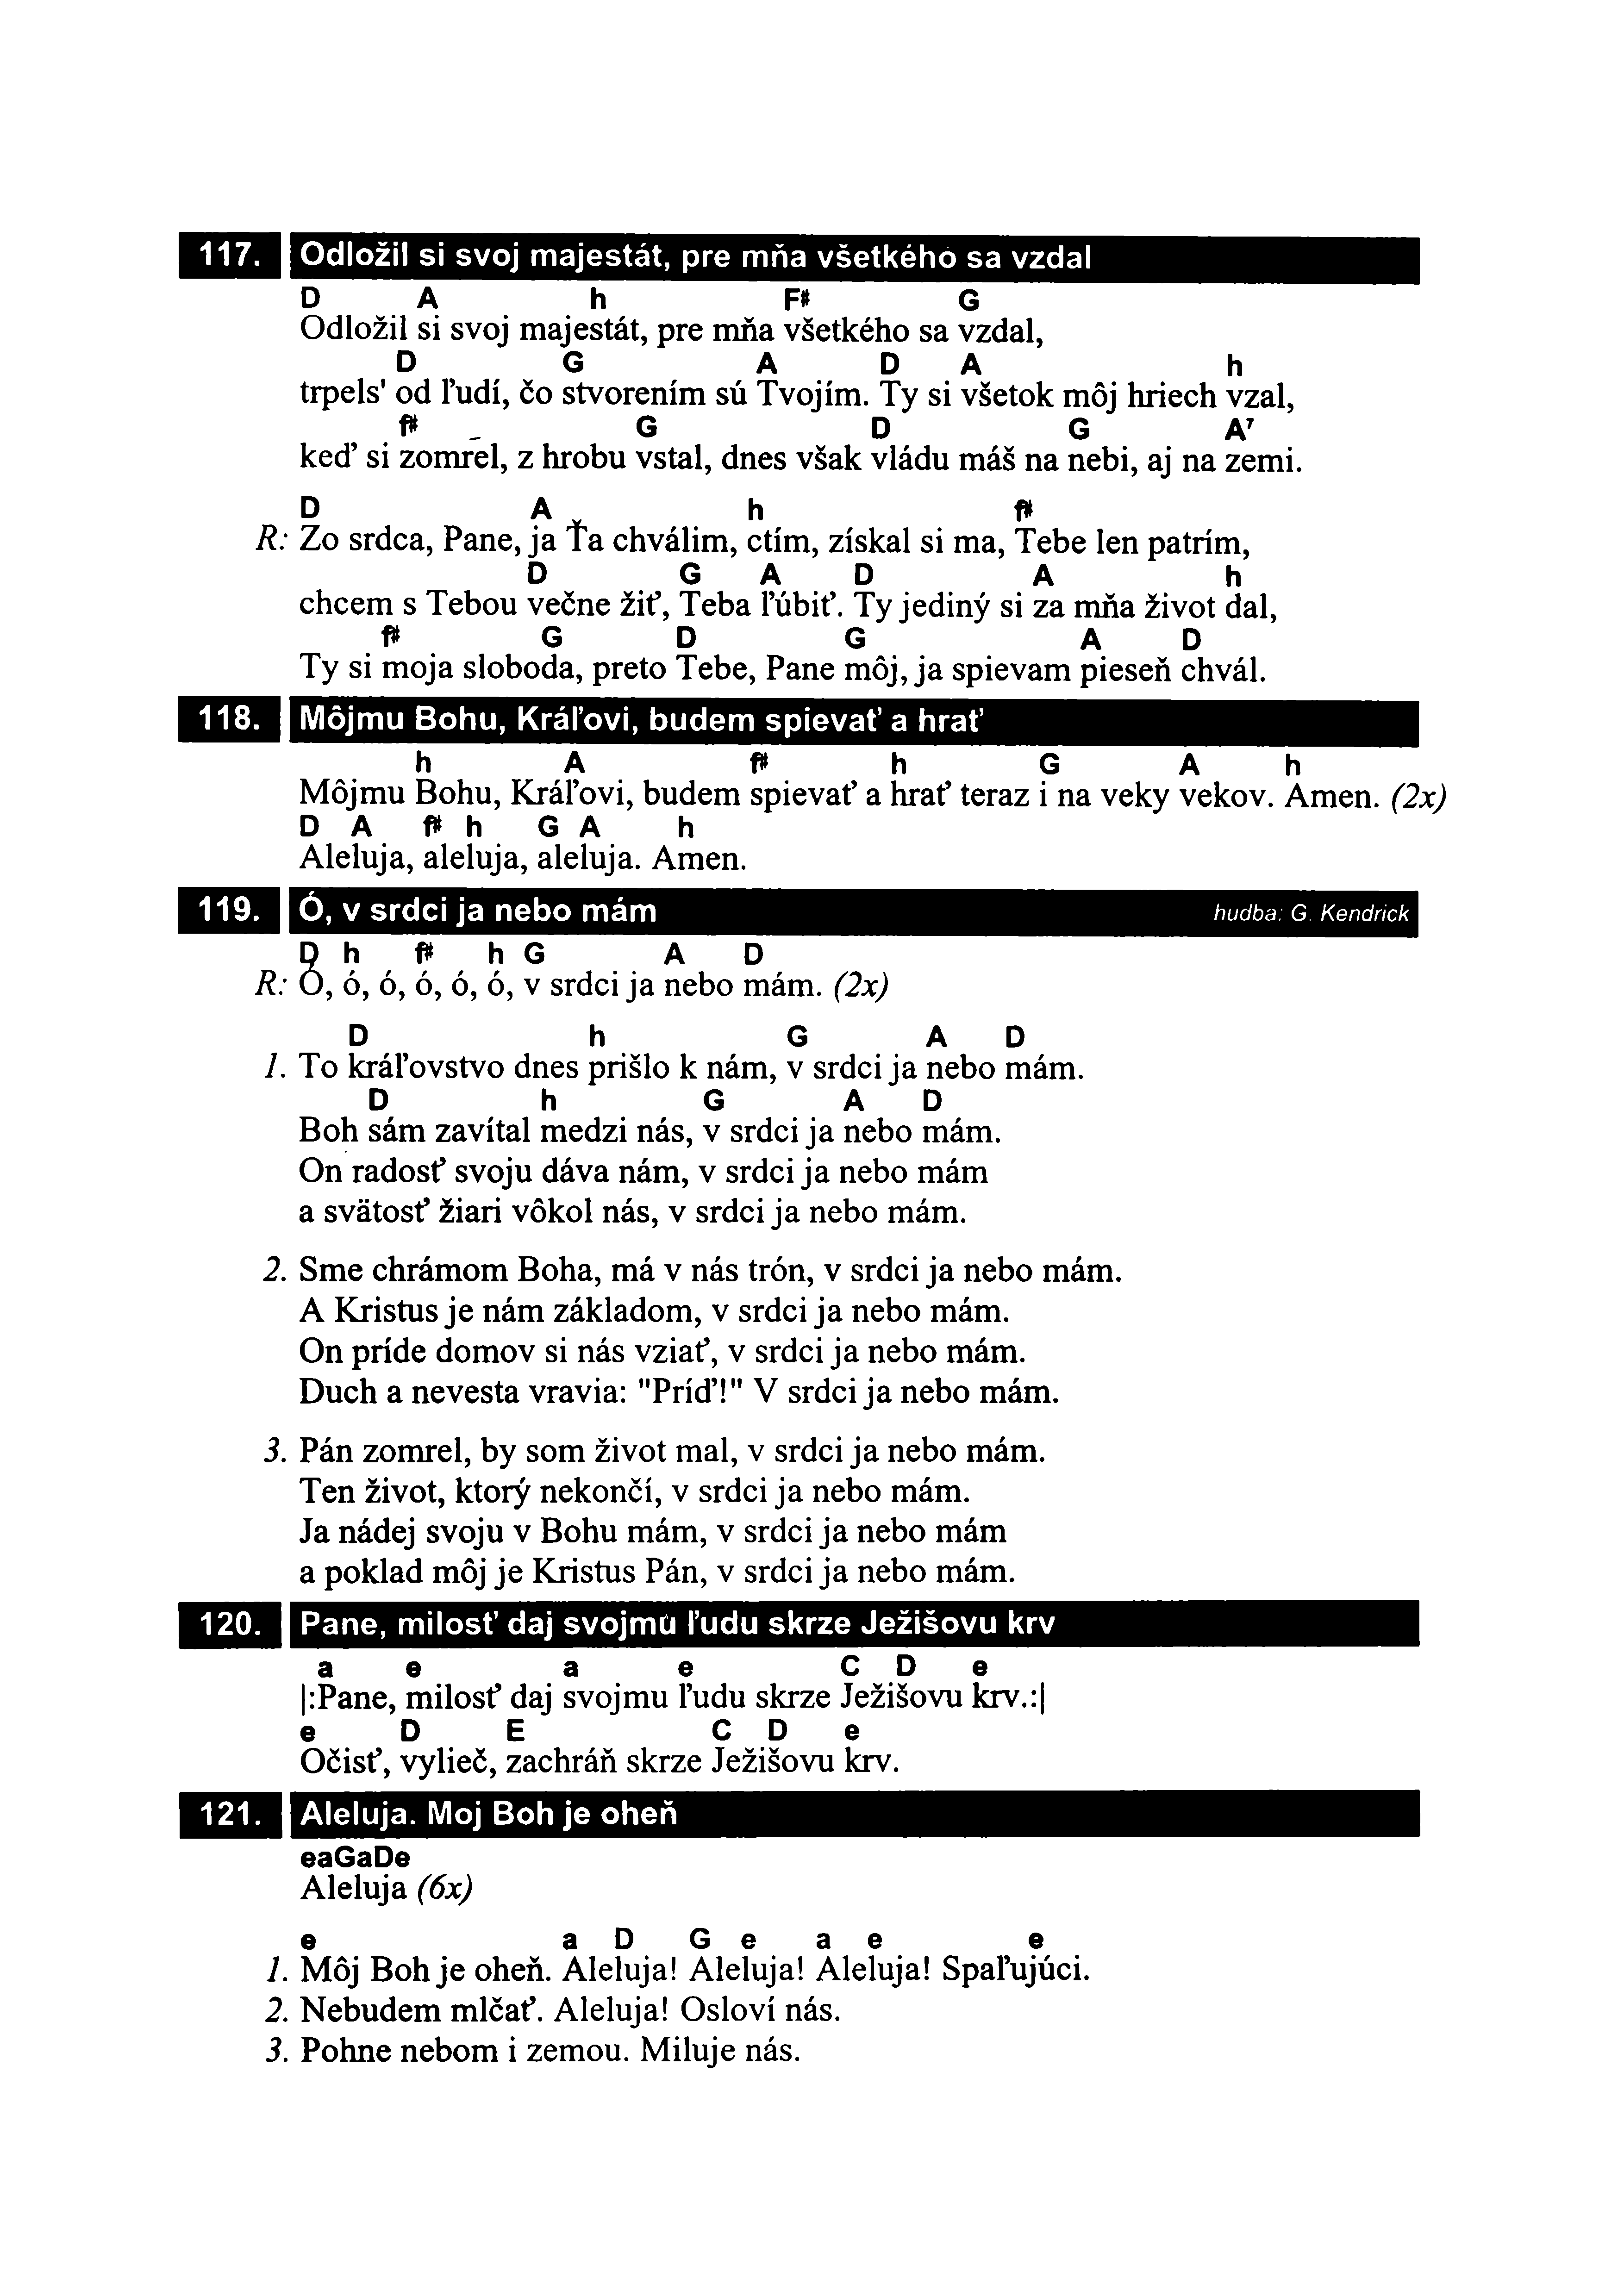 117. Odložil si svoj majestát, pre mňa všetkého sa vzdal
D A h F# G
Odložil si svoj majestát, pre mňa všetkého sa vzdal,
D G A D A h
trpels' od ľudí, čo stvorením sú Tvojím. Ty si všetok môj hriech vzal,
f# G D G A7
keď si zomrel, z hrobu vstal, dnes však vládu máš na nebi, aj na zemi.
D A h f#
R: Zo srdca, Pane, ja Ťa chválim, ctím, získal si ma, Tebe len patrím,
D G A D A h
chcem s Tebou večne žiť, Teba ľúbiť. Ty jediný si za mňa život dal,
f# G D G A D
Ty si moja sloboda, preto Tebe, Pane môj, ja spievam pieseň chvál.
118. Môjmu Bohu, Kráľovi, budem spievať a hrať
h A f# h G A h
Môjmu Bohu, Kráľovi, budem spievať a hrať teraz i na veky vekov. Amen. (2x)
D A f# h G A h
Aleluja, aleluja, aleluja. Amen.
119. Ó, v srdci ja nebo mám hudba: G. Kendrick
D h f# h G A D
R: Ó, ó, ó, ó, ó, ó, v srdci ja nebo mám. (2x)
D h G A D
1. To kráľovstvo dnes prišlo k nám, v srdci ja nebo mám.
D h G A D
Boh sám zavítal medzi nás, v srdci ja nebo mám.
On radosť svoju dáva nám, v srdci ja nebo mám
a svätosť žiari vôkol nás, v srdci ja nebo mám.
2. Sme chrámom Boha, má v nás trón, v srdci ja nebo mám.
A Kristus je nám základom, v srdci ja nebo mám.
On príde domov si nás vziať, v srdci ja nebo mám.
Duch a nevesta vravia: "Príď!" V srdci ja nebo mám.
3. Pán zomrel, by som život mal, v srdci ja nebo mám.
Ten život, ktorý nekončí, v srdci ja nebo mám.
Ja nádej svoju v Bohu mám, v srdci ja nebo mám
a poklad môj je Kristus Pán, v srdci ja nebo mám.
120. Pane, milosť daj svojmu ľudu skrze Ježišovu krv
a e a e C D e
|:Pane, milosť daj svojmu ľudu skrze Ježišovu krv.:|
e D E C D e
Očisť, vylieč, zachráň skrze Ježišovu krv.
121. Aleluja. Moj Boh je oheň
eaGaDe
Aleluja (6x)
e a D G e a e e
1. Môj Boh je oheň. Aleluja! Aleluja! Aleluja! Spaľujúci.
2. Nebudem mlčať. Aleluja! Osloví nás.
3. Pohne nebom i zemou. Miluje nás.